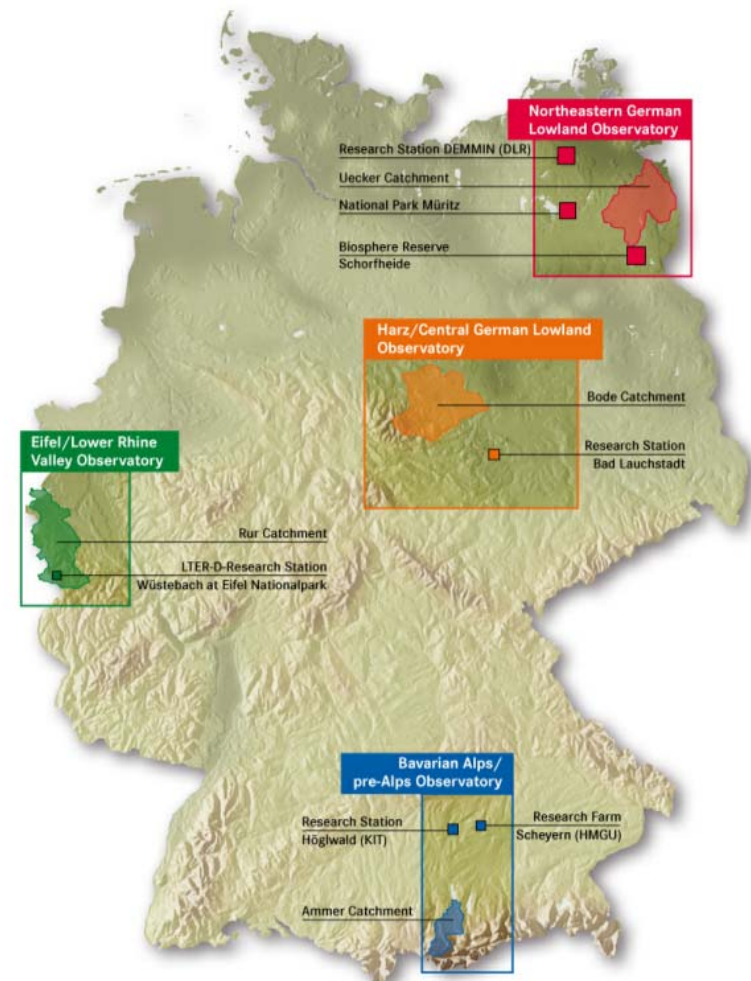 Northeastern German
Lowland Observatory
Research Station DEMMIN (DLR)
Uecker Catchment
National Park Müritz
Biosphere Reserve
Schorfheide
Harz/Central German Lowland
Observatory
Bode Catchment
Research Station
Bad Lauchstadt
Eifel/Lower Rhine
Valley Observatory
Rur Catchment
LTER-D-Research Station
Wüstebach at Eifel Nationalpark
Bavarian Alps/
pre-Alps Observatory
Research Station
Höglwald (KIT)
Research Farm
Scheyern (HMGU)
Ammer Catchment